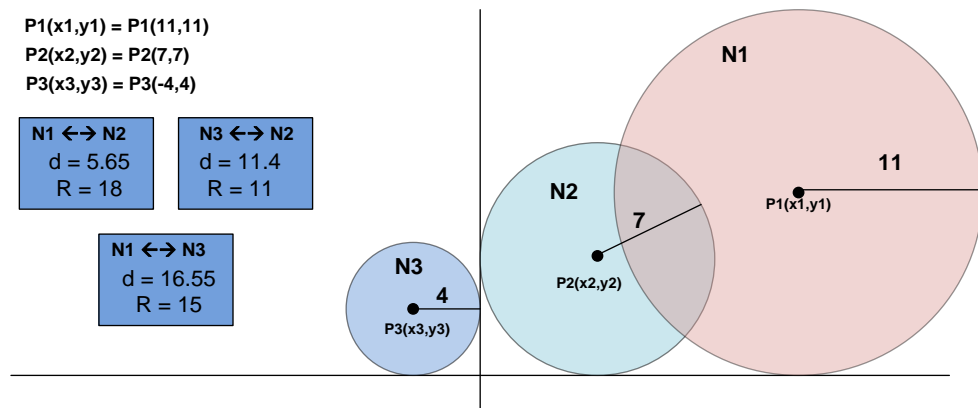 P1(x1,y1) = P1(11,11)
P2(x2,y2) = P2(7,7)
P3(x3,y3) = P3(-4,4)
N1 ←→ N2
d = 5.65
R = 18
N3 ←→ N2
d = 11.4
R = 11
N1 ←→ N3
d = 16.55
R = 15
N1
11
P1(x1,y1)
N2
7
P2(x2,y2)
N3
4
P3(x3,y3)